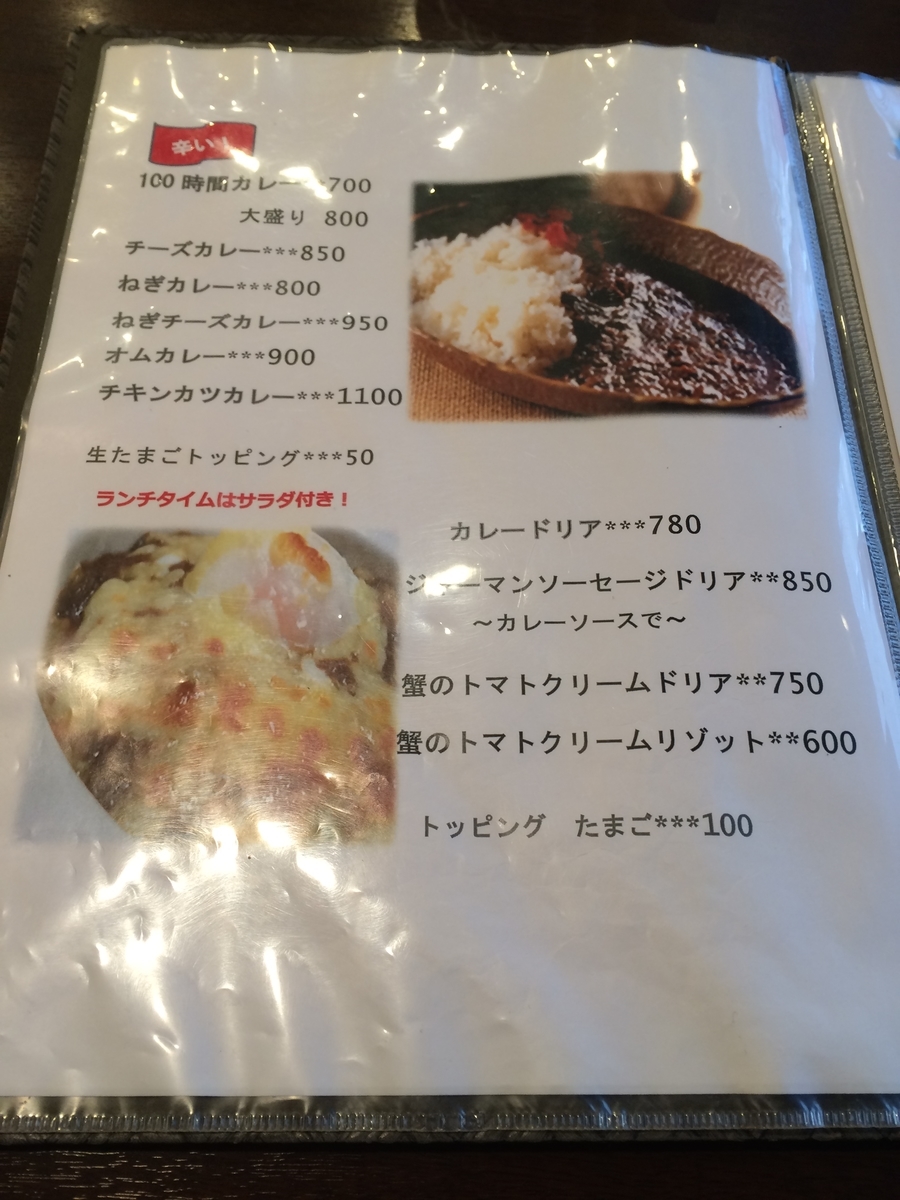 辛い!
100時間カレー***700
大盛り 800
チーズカレー***850
ねぎカレー***800
ねぎチーズカレー***950
オムカレー***900
チキンカツカレー***1100
生たまごトッピング***50
ランチタイムはサラダ付き！
カレードリア***780
ジャーマンソーセージドリア**850
～カレーソースで～
蟹のトマトクリームドリア**750
蟹のトマトクリームリゾット**600
トッピング たまご***100